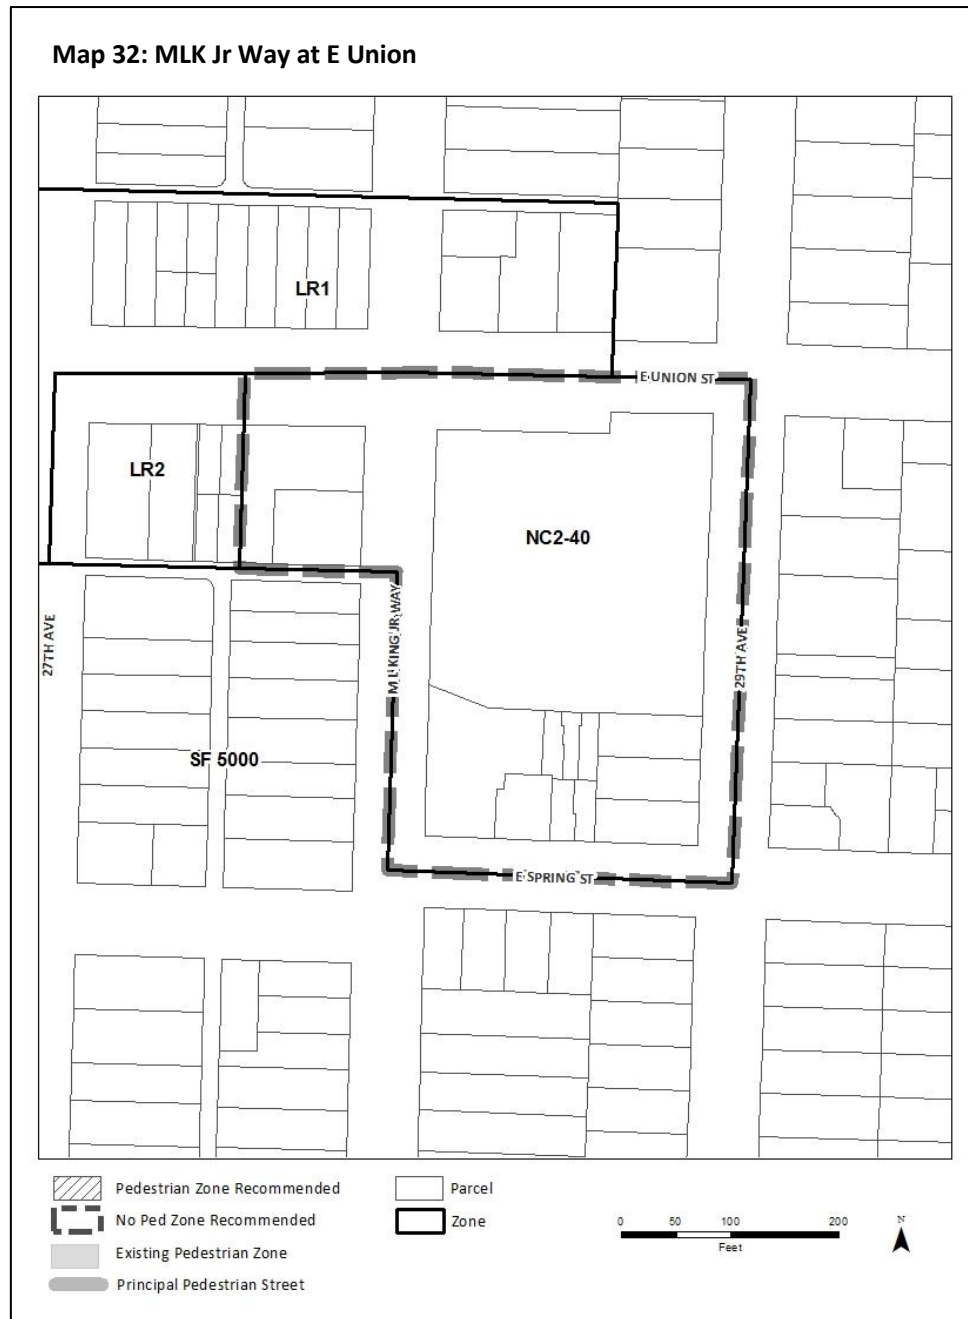 Map 32: MLK Jr Way at E Union
LR1
E UNION ST
LR2
NC2-40
M L KING JR WAY
27TH AVE
29TH AVE
SF 5000
E SPRING ST
Pedestrian Zone Recommended
No Ped Zone Recommended
Existing Pedestrian Zone
Principal Pedestrian Street
Parcel
Zone
0 50 100 200
Feet
N